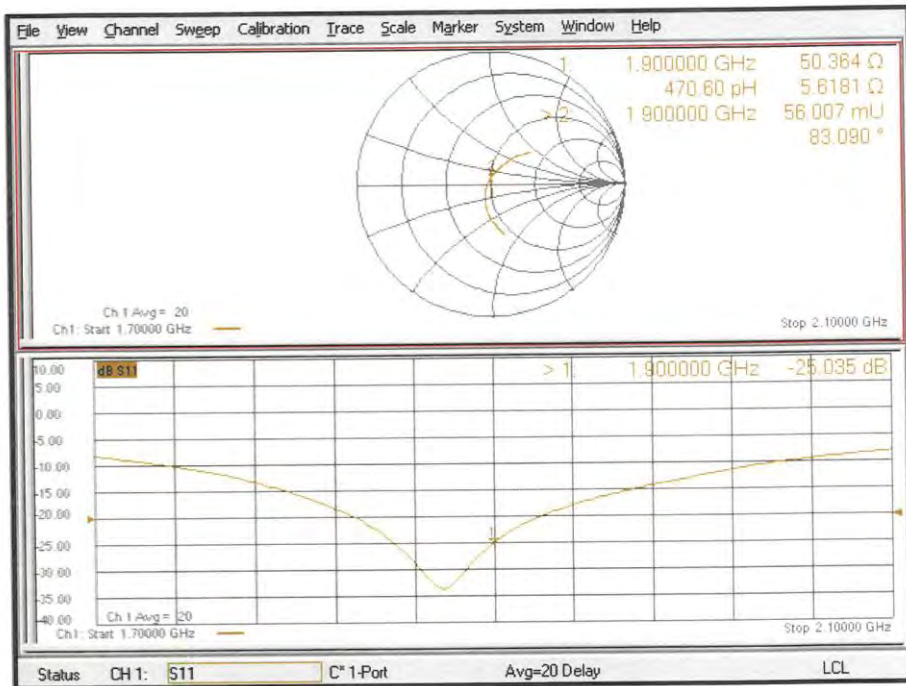 File View Channel Sweep Calibration Trace Scale Marker System Window Help
1: 1.900000 GHz 50.364 Ω
470.60 pH 5.6181 Ω
> 2: 1.900000 GHz 56.007 mU
83.090 °
1
Ch 1 Avg = 20
Ch1: Start 1.70000 GHz
Stop 2.10000 GHz
10.00 dB S11 > 1: 1.900000 GHz -25.035 dB
5.00
0.00
-5.00
-10.00
-15.00
-20.00
-25.00
1
-30.00
-35.00
-40.00
Ch 1 Avg = 20
Ch1: Start 1.70000 GHz
Stop 2.10000 GHz
Status CH 1: S11 C* 1-Port Avg=20 Delay LCL